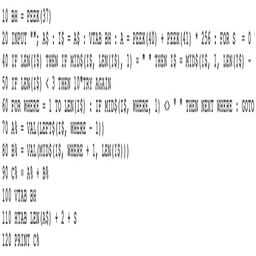 10 BH = PEEK(37)
20 INPUT ""; A$ : I$ = A$ : VTAB BH : A = PEEK(40) + PEEK(41) * 256 : FOR S = 0
40 IF LEN(I$) THEN IF MID$(I$, LEN(I$), 1) = " " THEN I$ = MID$(I$, 1, LEN(I$) -
50 IF LEN(I$) < 3 THEN 10"TRY AGAIN
60 FOR WHERE = 1 TO LEN(I$) : IF MID$(I$, WHERE, 1) <> " " THEN NEXT WHERE : GOTO
70 A% = VAL(LEFT$(I$, WHERE - 1))
80 B% = VAL(MID$(I$, WHERE + 1, LEN(I$)))
90 C% = A% + B%
100 VTAB BH
110 HTAB LEN(A$) + 2 + S
120 PRINT C%